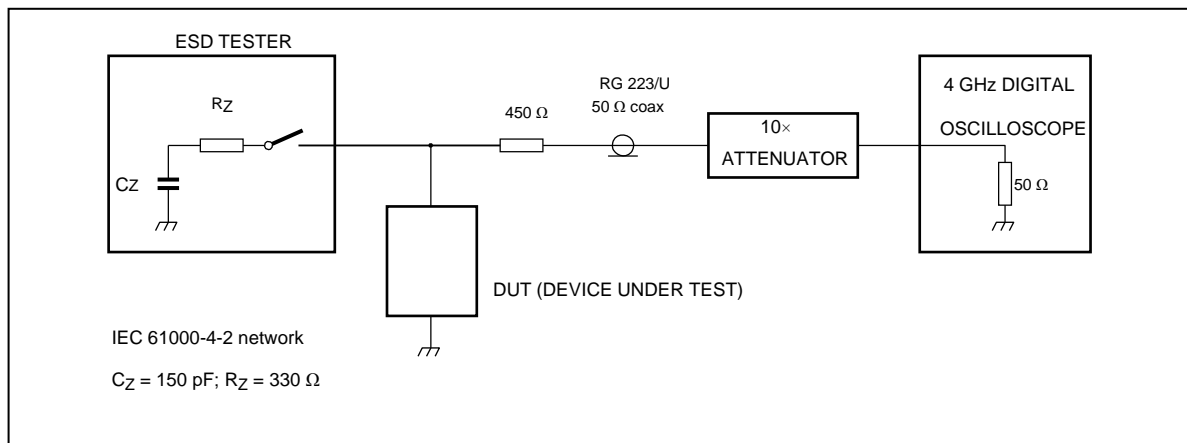 ESD TESTER
RZ
CZ
450 Ω
RG 223/U
50 Ω coax
10×
ATTENUATOR
4 GHz DIGITAL
OSCILLOSCOPE
50 Ω
DUT (DEVICE UNDER TEST)
IEC 61000-4-2 network
CZ = 150 pF; RZ = 330 Ω